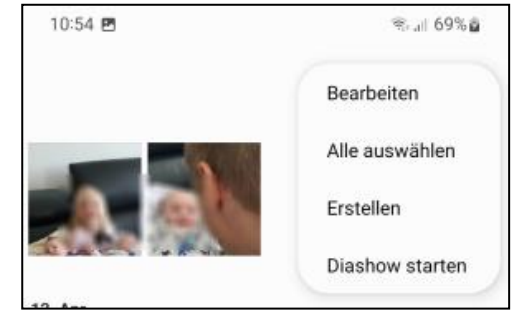 10:54 69%
Bearbeiten
Alle auswählen
Erstellen
Diashow starten